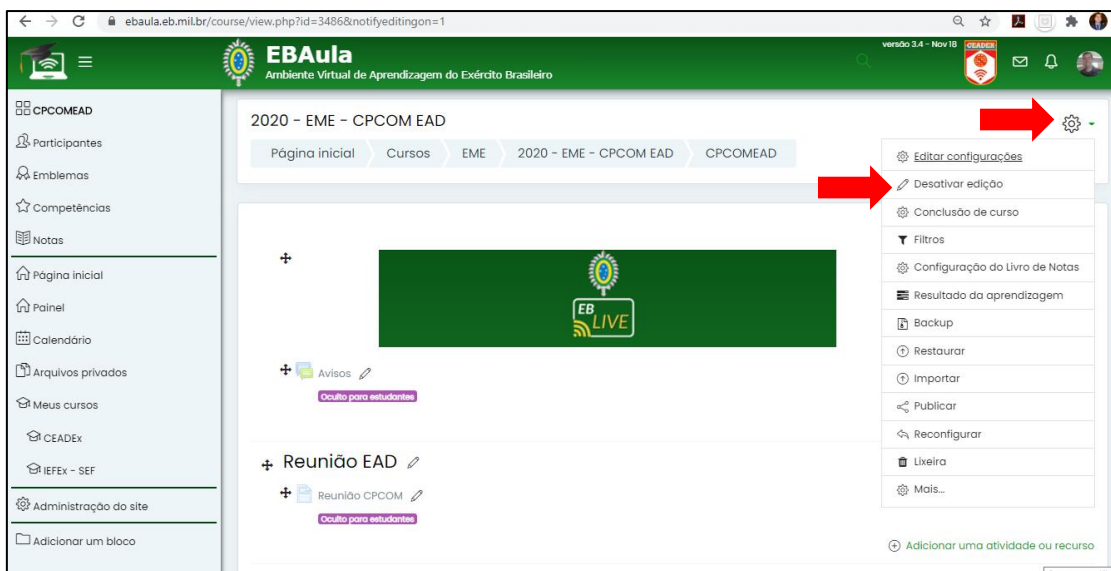 ebaula.eb.mil.br/course/view.php?id=3486&notifyeditingon=1
EBAula
Ambiente Virtual de Aprendizagem do Exército Brasileiro
versão 3.4 - Nov 18
CEADEX
CPCOMEAD
Participantes
Emblemas
Competências
Notas
Página inicial
Painel
Calendário
Arquivos privados
Meus cursos
CEADEx
IEFEx - SEF
Administração do site
Adicionar um bloco
2020 - EME - CPCOM EAD
Página inicial Cursos EME 2020 - EME - CPCOM EAD CPCOMEAD
EB
LIVE
Avisos
Oculto para estudantes
Reunião EAD
Reunião CPCOM
Oculto para estudantes
Editar configurações
Desativar edição
Conclusão de curso
Filtros
Configuração do Livro de Notas
Resultado da aprendizagem
Backup
Restaurar
Importar
Publicar
Reconfigurar
Lixeira
Mais...
Adicionar uma atividade ou recurso